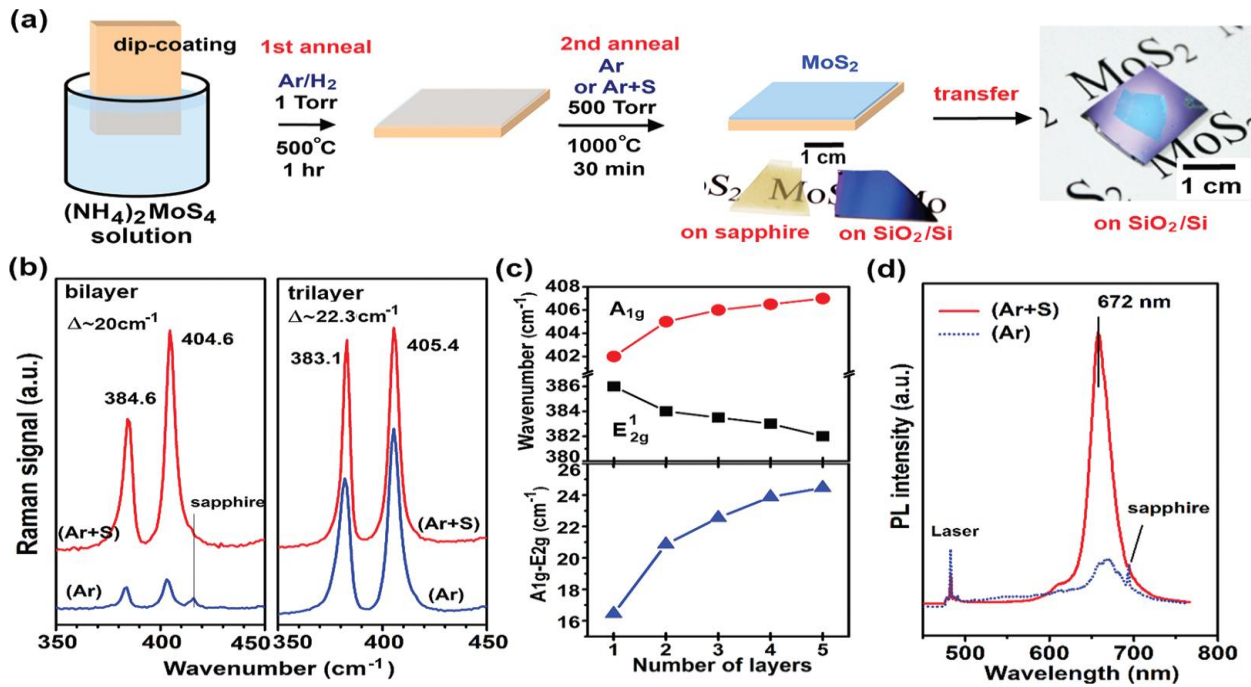 (a)
dip-coating
(NH₄)₂MoS₄
solution
1st anneal
Ar/H₂
1 Torr
500°C
1 hr
2nd anneal
Ar
or Ar+S
500 Torr
1000°C
30 min
MoS₂
1 cm
oS₂
MoS
Mo
on sapphire
on SiO₂/Si
transfer
MoS₂
MoS₂
1 cm
on SiO₂/Si
(b)
Raman signal (a.u.)
bilayer
Δ~20cm⁻¹
384.6
404.6
sapphire
(Ar+S)
(Ar)
350
400
450
trilayer
Δ~22.3cm⁻¹
383.1
405.4
(Ar+S)
(Ar)
350
400
450
Wavenumber (cm⁻¹)
(c)
Wavenumber (cm⁻¹)
408
406
404
402
386
384
382
380
A₁g
E¹₂g
A1g-E2g (cm⁻¹)
26
24
22
20
18
16
1 2 3 4 5
Number of layers
(d)
PL intensity (a.u.)
(Ar+S)
(Ar)
672 nm
Laser
sapphire
500 600 700 800
Wavelength (nm)